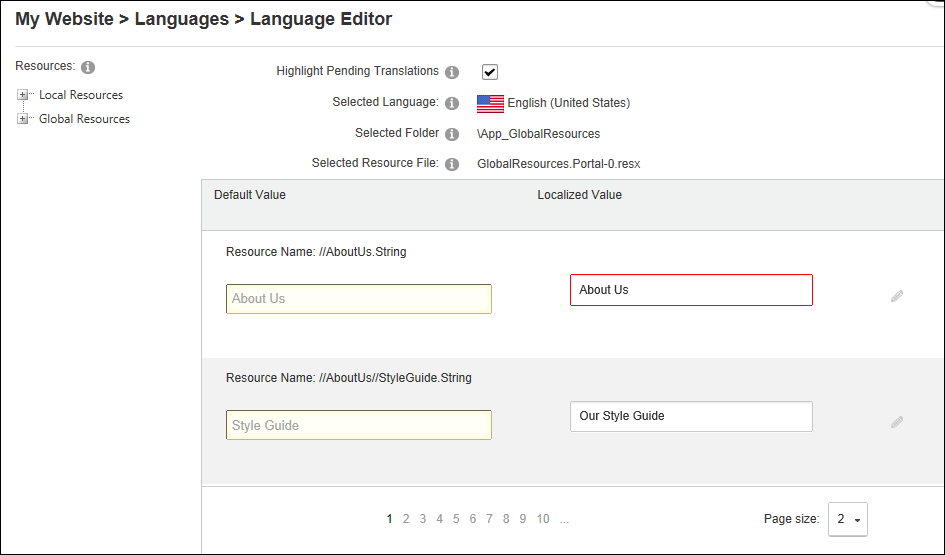 My Website > Languages > Language Editor
Resources:
Local Resources
Global Resources
Highlight Pending Translations
Selected Language: English (United States)
Selected Folder \App_GlobalResources
Selected Resource File: GlobalResources.Portal-0.resx
Default Value Localized Value
Resource Name: //AboutUs.String
About Us About Us
Resource Name: //AboutUs//StyleGuide.String
Style Guide Our Style Guide
1 2 3 4 5 6 7 8 9 10 ... Page size: 2